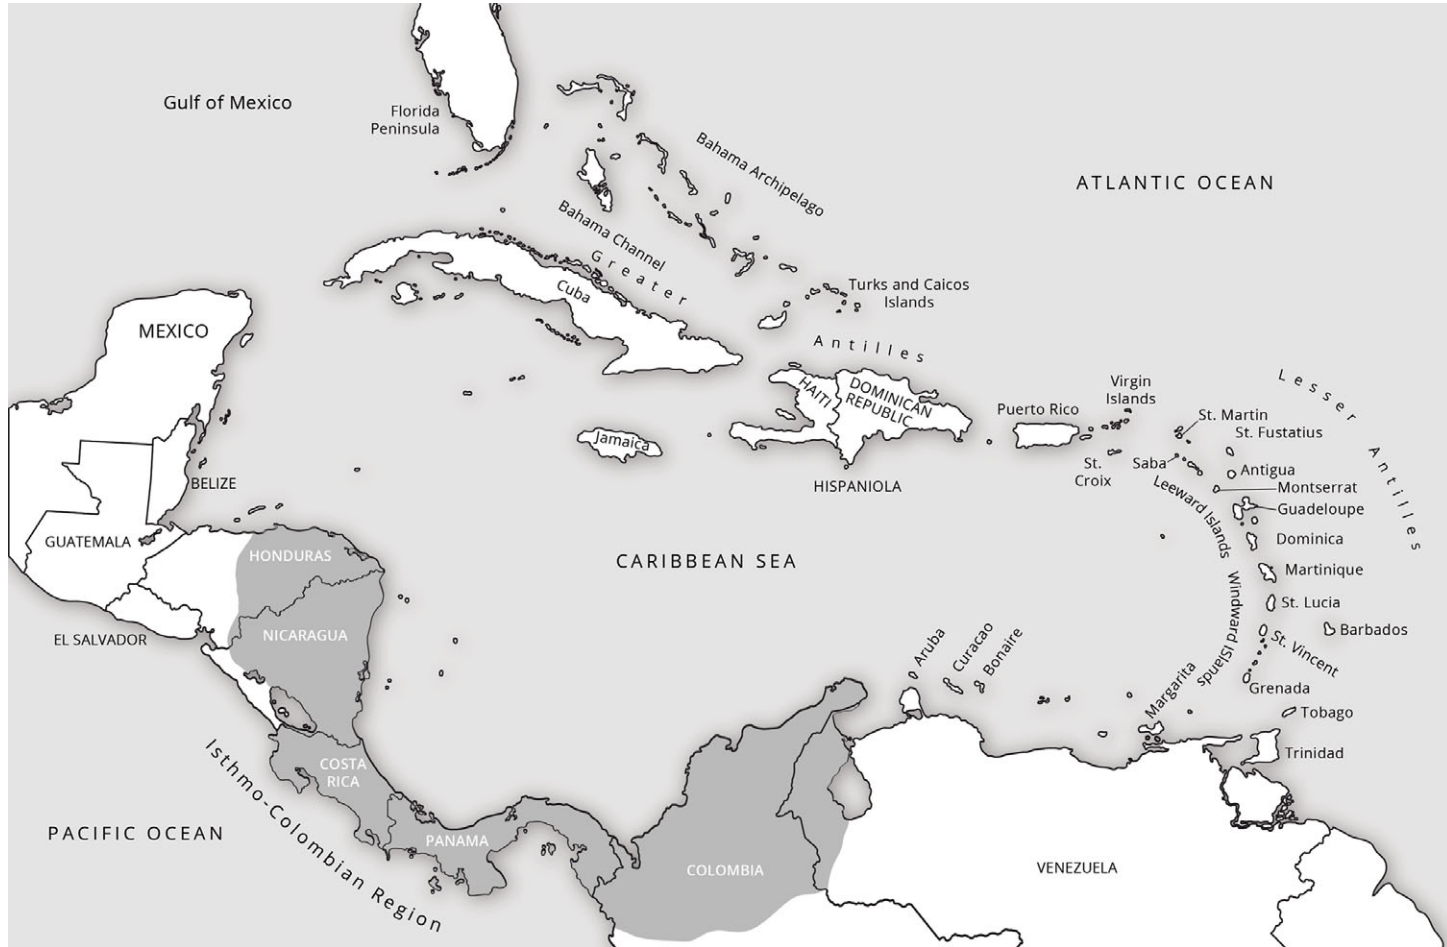 Gulf of Mexico
Florida
Peninsula
Bahama Archipelago
ATLANTIC OCEAN
Bahama Channel
Greater
Antilles
Cuba
Turks and Caicos
Islands
MEXICO
HAITI
DOMINICAN
REPUBLIC
Puerto Rico
Virgin
Islands
Lesser Antilles
St. Martin
St. Fustatius
Jamaica
St.
Croix
Saba
Antigua
BELIZE
HISPANIOLA
Leeward Islands
Montserrat
Guadeloupe
GUATEMALA
HONDURAS
CARIBBEAN SEA
Dominica
Martinique
Windward Islands
St. Lucia
EL SALVADOR
NICARAGUA
Barbados
St. Vincent
Aruba
Curacao
Bonaire
Margarita
Grenada
Tobago
Trinidad
COSTA
RICA
Isthmo-Colombian Region
PACIFIC OCEAN
PANAMA
COLOMBIA
VENEZUELA